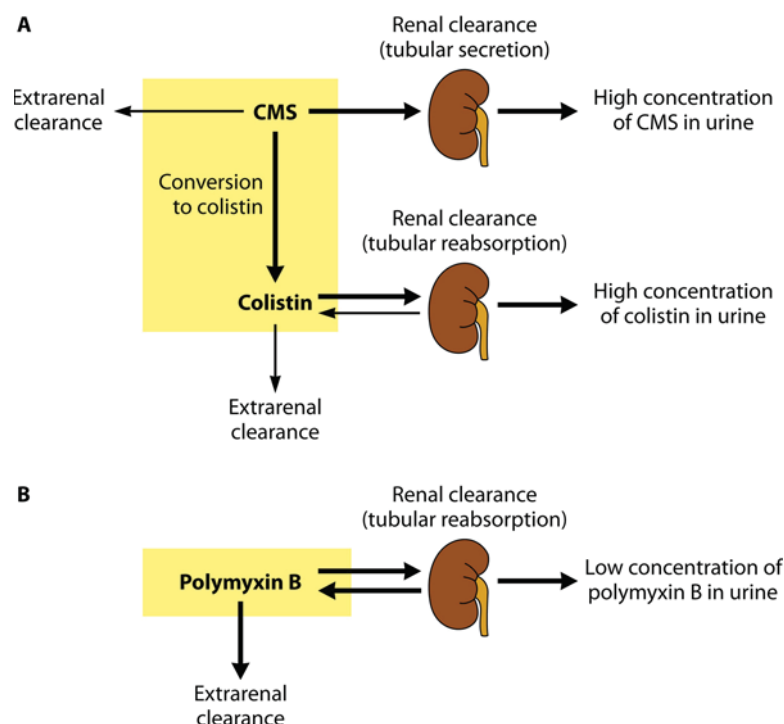 A
Renal clearance
(tubular secretion)
Extrarenal
clearance
CMS
High concentration
of CMS in urine
Conversion
to colistin
Renal clearance
(tubular reabsorption)
Colistin
High concentration
of colistin in urine
Extrarenal
clearance
B
Renal clearance
(tubular reabsorption)
Polymyxin B
Low concentration of
polymyxin B in urine
Extrarenal
clearance